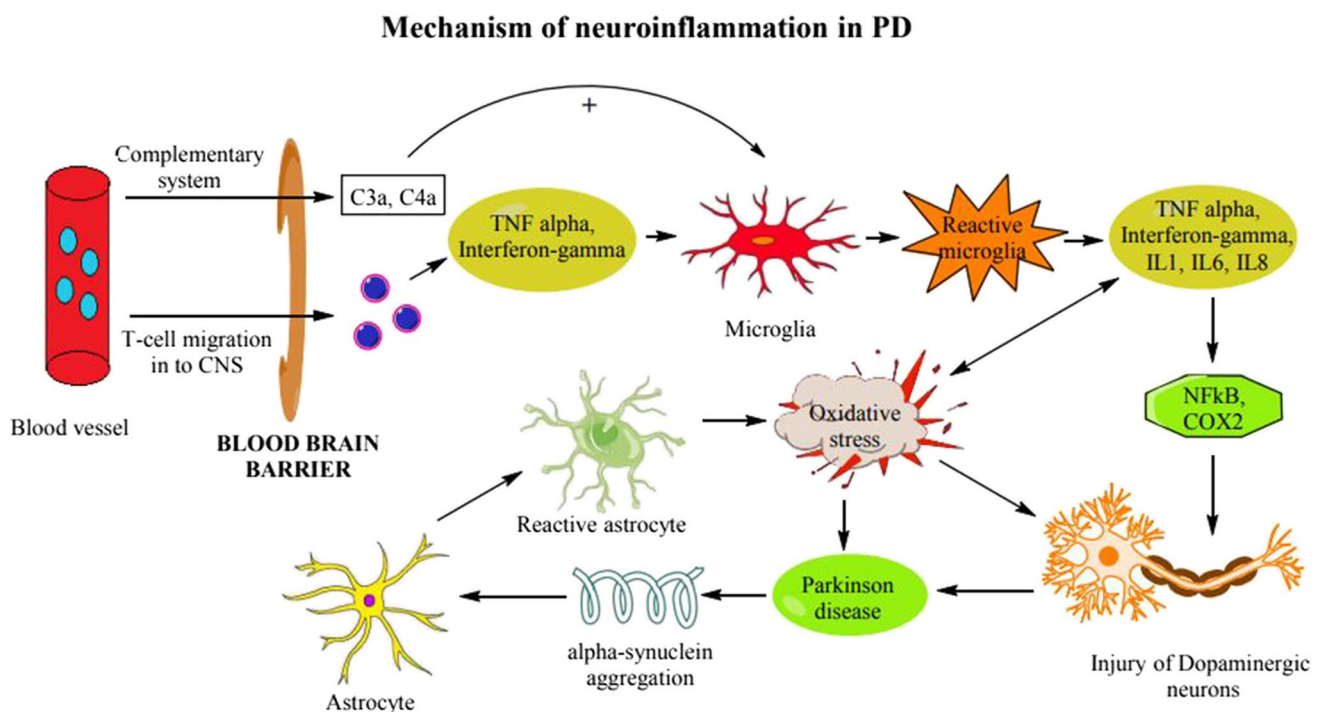 Mechanism of neuroinflammation in PD
+
Complementary
system
C3a, C4a
TNF alpha,
Interferon-gamma
Reactive
microglia
TNF alpha,
Interferon-gamma,
IL1, IL6, IL8
T-cell migration
in to CNS
Microglia
Blood vessel
BLOOD BRAIN
BARRIER
Oxidative
stress
NFkB,
COX2
Reactive astrocyte
Parkinson
disease
alpha-synuclein
aggregation
Astrocyte
Injury of Dopaminergic
neurons